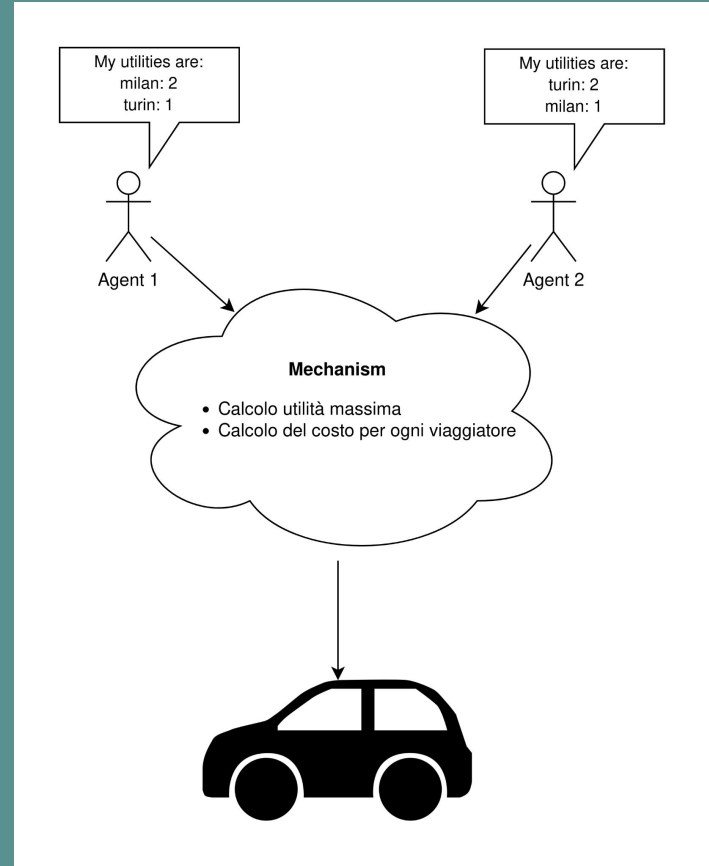 My utilities are:
milan: 2
turin: 1
My utilities are:
turin: 2
milan: 1
Agent 1
Agent 2
Mechanism
• Calcolo utilità massima
• Calcolo del costo per ogni viaggiatore